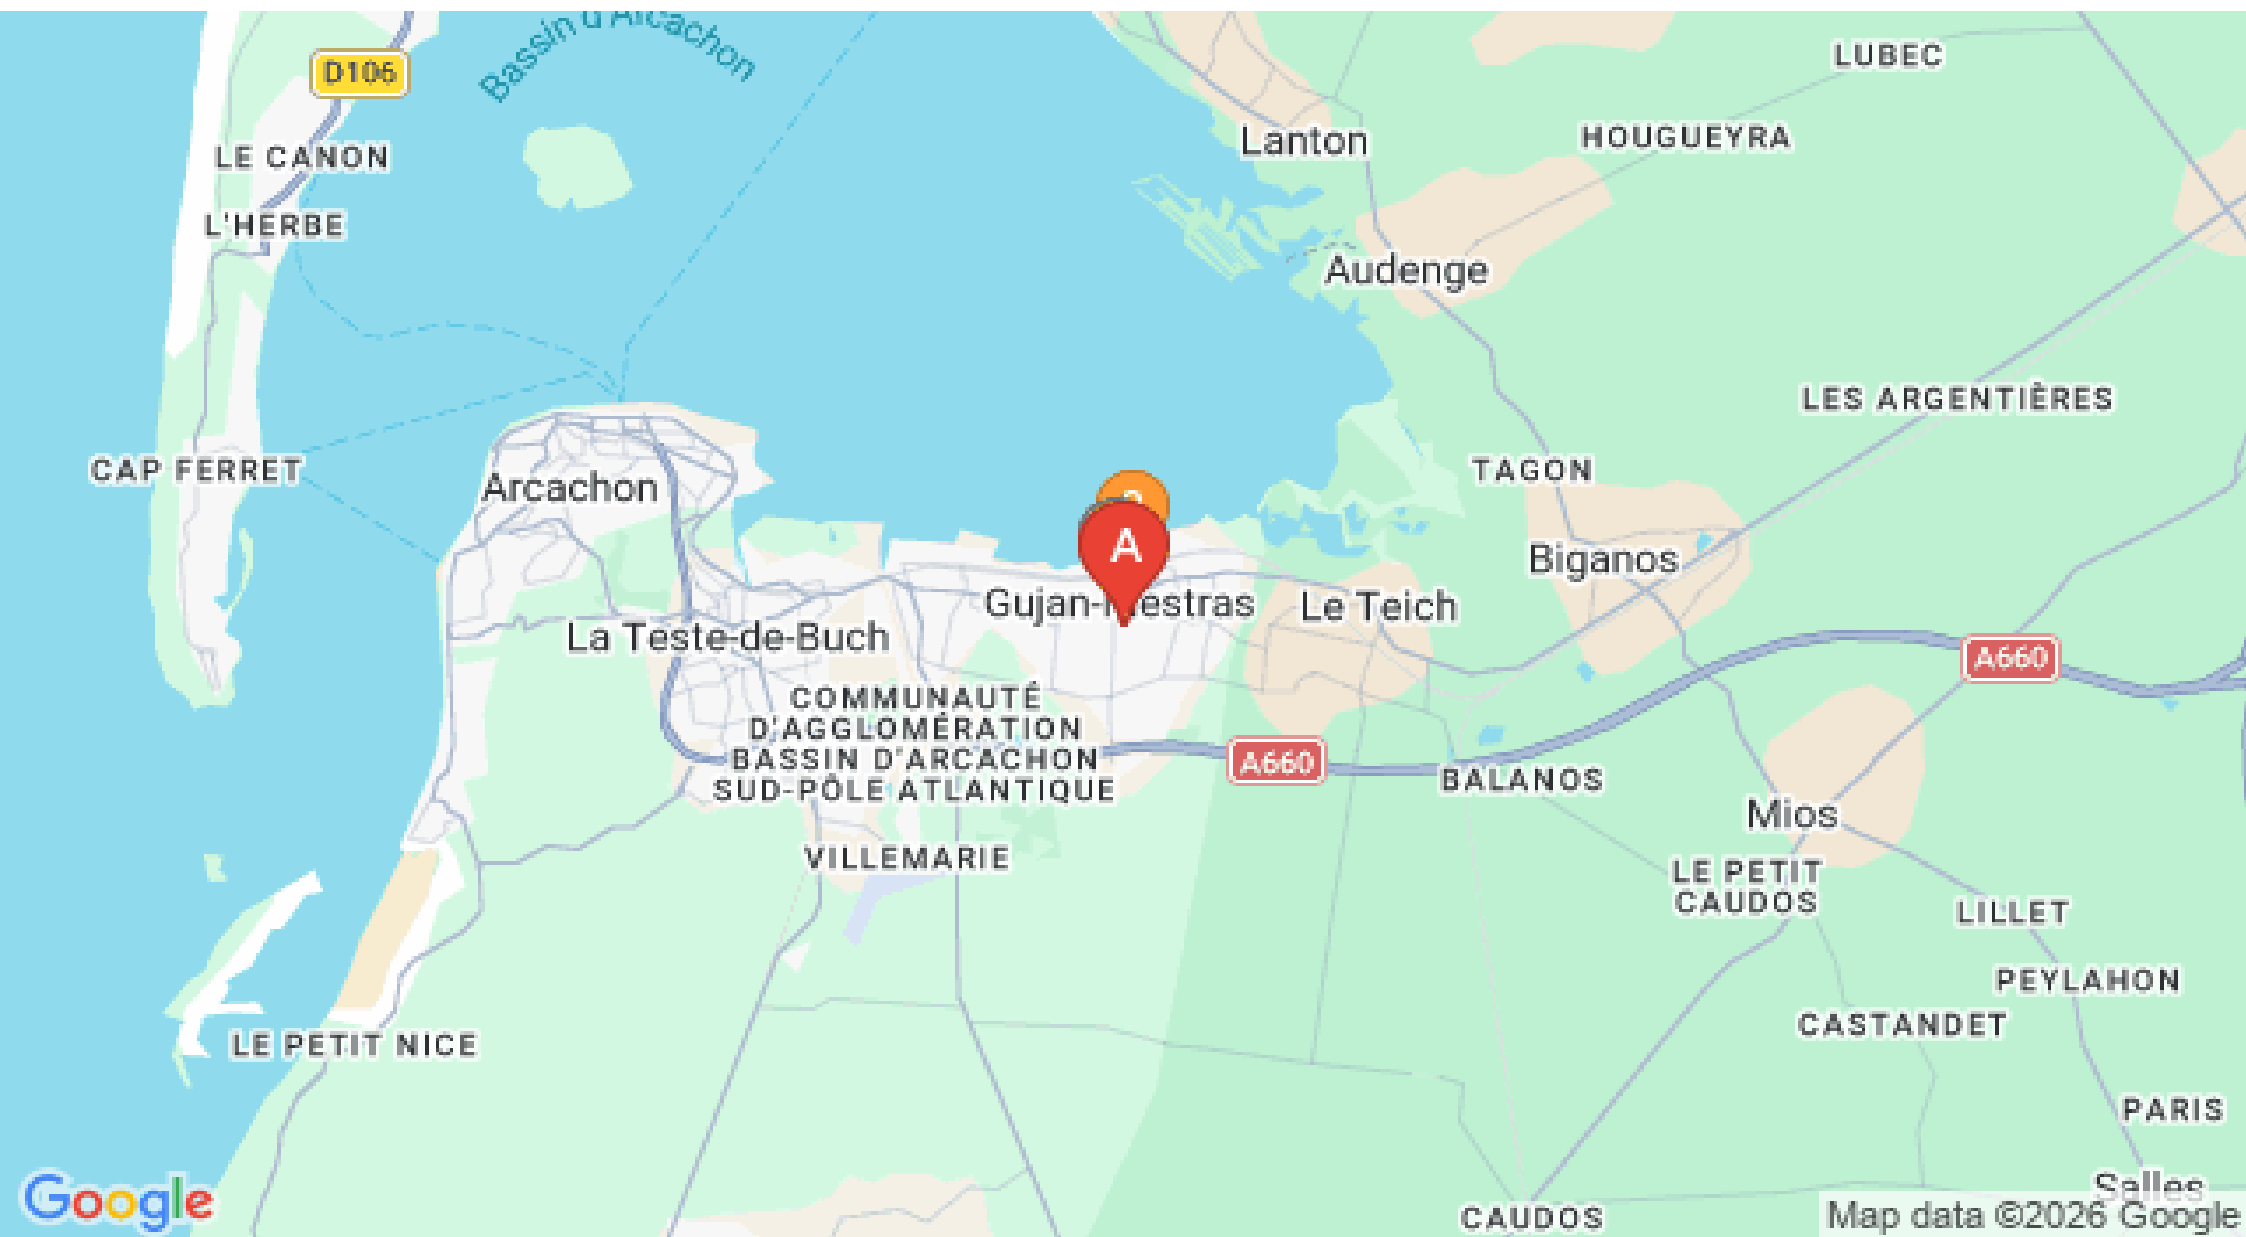 Bassin d'Arcachon
D106
LUBEC
LE CANON
Lanton
HOUGUEYRA
L'HERBE
Audenge
LES ARGENTIÈRES
CAP FERRET
Arcachon
TAGON
A
Biganos
Gujan-Mestras
Le Teich
La Teste-de-Buch
A660
COMMUNAUTÉ
D'AGGLOMÉRATION
BASSIN D'ARCACHON
SUD-PÔLE ATLANTIQUE
A660
BALANOS
Mios
VILLEMARIE
LE PETIT
CAUDOS
LILLET
PEYLAHON
CASTANDET
LE PETIT NICE
PARIS
Salles
Google
CAUDOS
Map data ©2026 Google